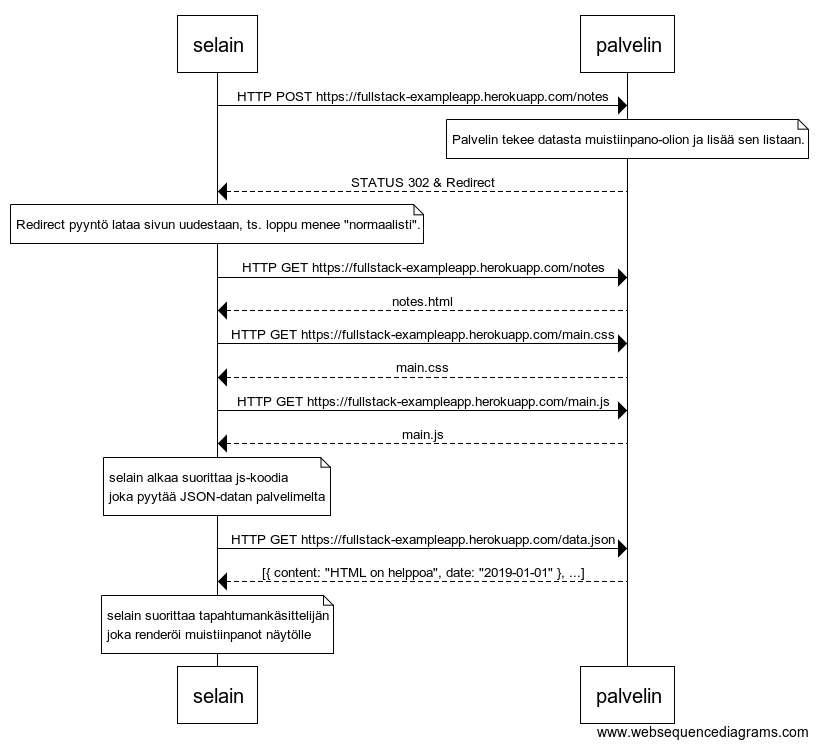 selain
palvelin
HTTP POST https://fullstack-exampleapp.herokuapp.com/notes
Palvelin tekee datasta muistiinpano-olion ja lisää sen listaan.
STATUS 302 & Redirect
Redirect pyyntö lataa sivun uudestaan, ts. loppu menee "normaalisti".
HTTP GET https://fullstack-exampleapp.herokuapp.com/notes
notes.html
HTTP GET https://fullstack-exampleapp.herokuapp.com/main.css
main.css
HTTP GET https://fullstack-exampleapp.herokuapp.com/main.js
main.js
selain alkaa suorittaa js-koodia
joka pyytää JSON-datan palvelimelta
HTTP GET https://fullstack-exampleapp.herokuapp.com/data.json
[{ content: "HTML on helppoa", date: "2019-01-01" }, ...]
selain suorittaa tapahtumankäsittelijän
joka renderöi muistiinpanot näytölle
selain
palvelin
www.websequencediagrams.com